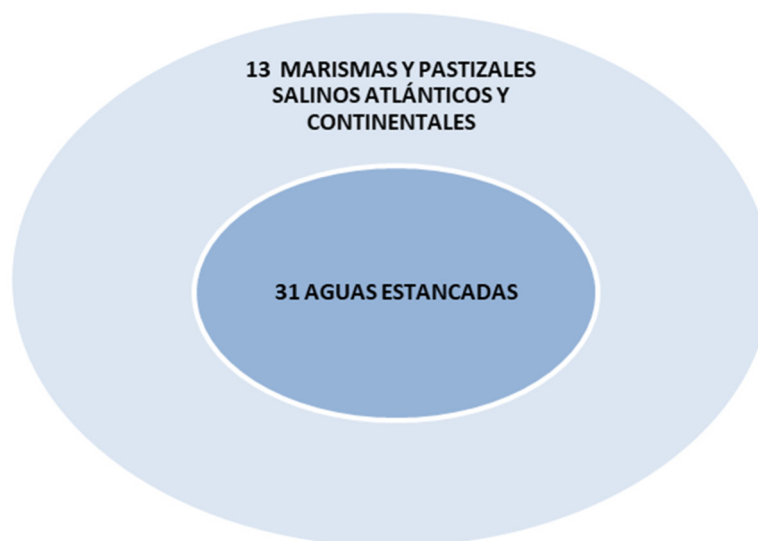 13 MARISMAS Y PASTIZALES
SALINOS ATLÁNTICOS Y
CONTINENTALES
31 AGUAS ESTANCADAS